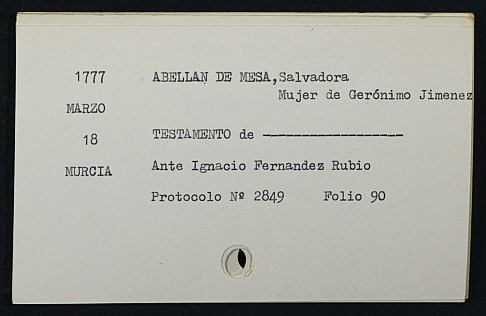 1777 ABELLAN DE MESA, Salvadora
Mujer de Gerónimo Jimenez
MARZO
18 TESTAMENTO de ------------------
MURCIA Ante Ignacio Fernandez Rubio
Protocolo Nº 2849 Folio 90